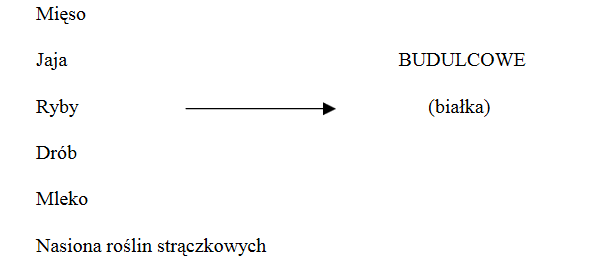 Mięso
Jaja
BUDULCOWE
Ryby
(białka)
Drób
Mleko
Nasiona roślin strączkowych